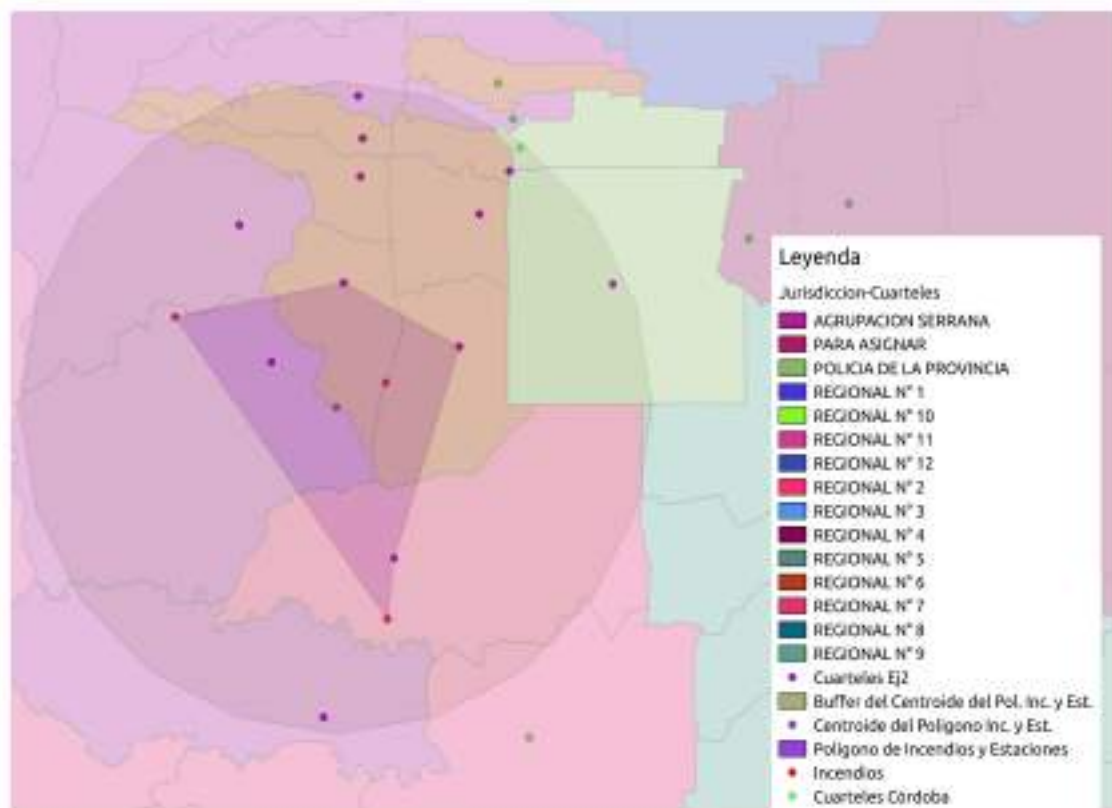 Leyenda
Jurisdiccion-Cuarteles
AGRUPACION SERRANA
PARA ASIGNAR
POLICIA DE LA PROVINCIA
REGIONAL N° 1
REGIONAL N° 10
REGIONAL N° 11
REGIONAL N° 12
REGIONAL N° 2
REGIONAL N° 3
REGIONAL N° 4
REGIONAL N° 5
REGIONAL N° 6
REGIONAL N° 7
REGIONAL N° 8
REGIONAL N° 9
Cuarteles Ej2
Buffer del Centroide del Pol. Inc. y Est.
Centroide del Poligono Inc. y Est.
Poligono de Incendios y Estaciones
Incendios
Cuarteles Córdoba